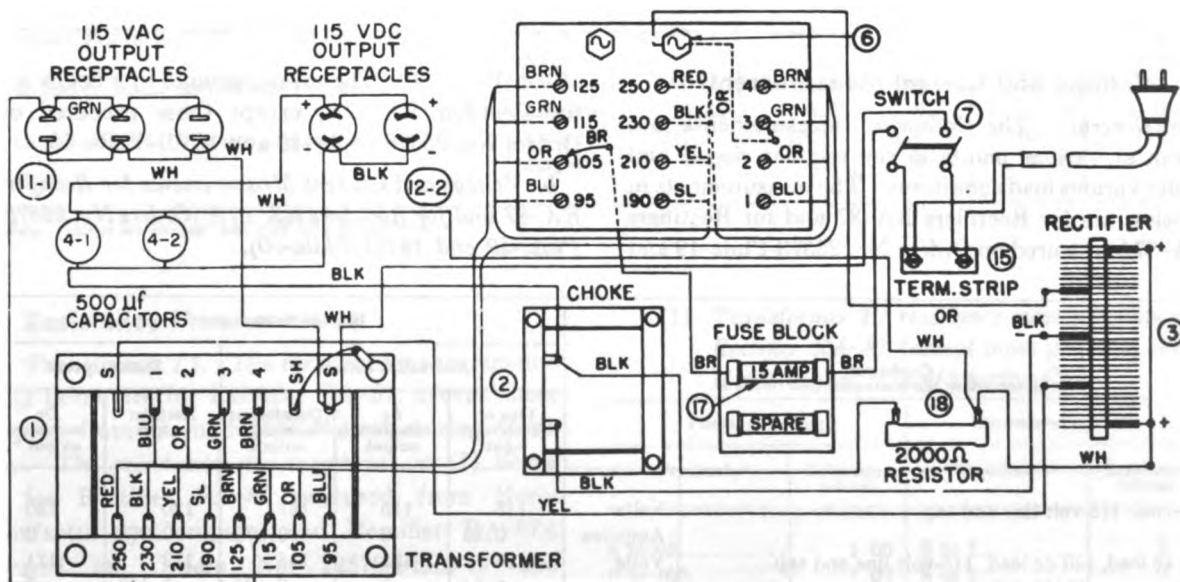 115 VAC
OUTPUT
RECEPTACLES
GRN
WH
WH
WH
11-1
4-1
4-2
500 µf
CAPACITORS
115 VDC
OUTPUT
RECEPTACLES
+
+
BLK
12-2
BLK
WH
BRN 125
GRN 115
OR 105
BR
BLU 95
250 RED
230 BLK
210 YEL
190 SL
OR
4 BRN
3 GRN
2 OR
1 BLU
6
SWITCH 7
15
TERM. STRIP
OR
BLK
WH
RECTIFIER
+
3
+
WH
CHOKE
2
BLK
BLK
YEL
FUSE BLOCK
BR
15 AMP
BR
17
SPARE
18
2000Ω
RESISTOR
1
1
2
3
4
SH
S
BLU
OR
GRN
BRN
RED
BLK
YEL
SL
BRN
GRN
OR
BLU
250
230
210
190
125
115
105
85
TRANSFORMER